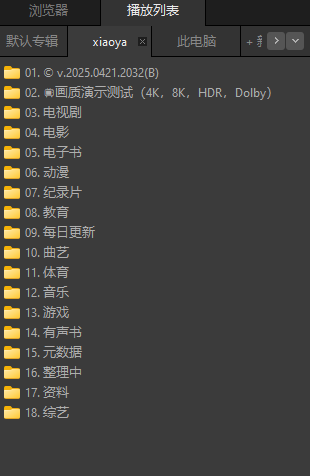 浏览器 播放列表
默认专辑 xiaoya 此电脑 +
01. © v.2025.0421.2032(B)
02. 画质演示测试（4K，8K，HDR，Dolby）
03. 电视剧
04. 电影
05. 电子书
06. 动漫
07. 纪录片
08. 教育
09. 每日更新
10. 曲艺
11. 体育
12. 音乐
13. 游戏
14. 有声书
15. 元数据
16. 整理中
17. 资料
18. 综艺